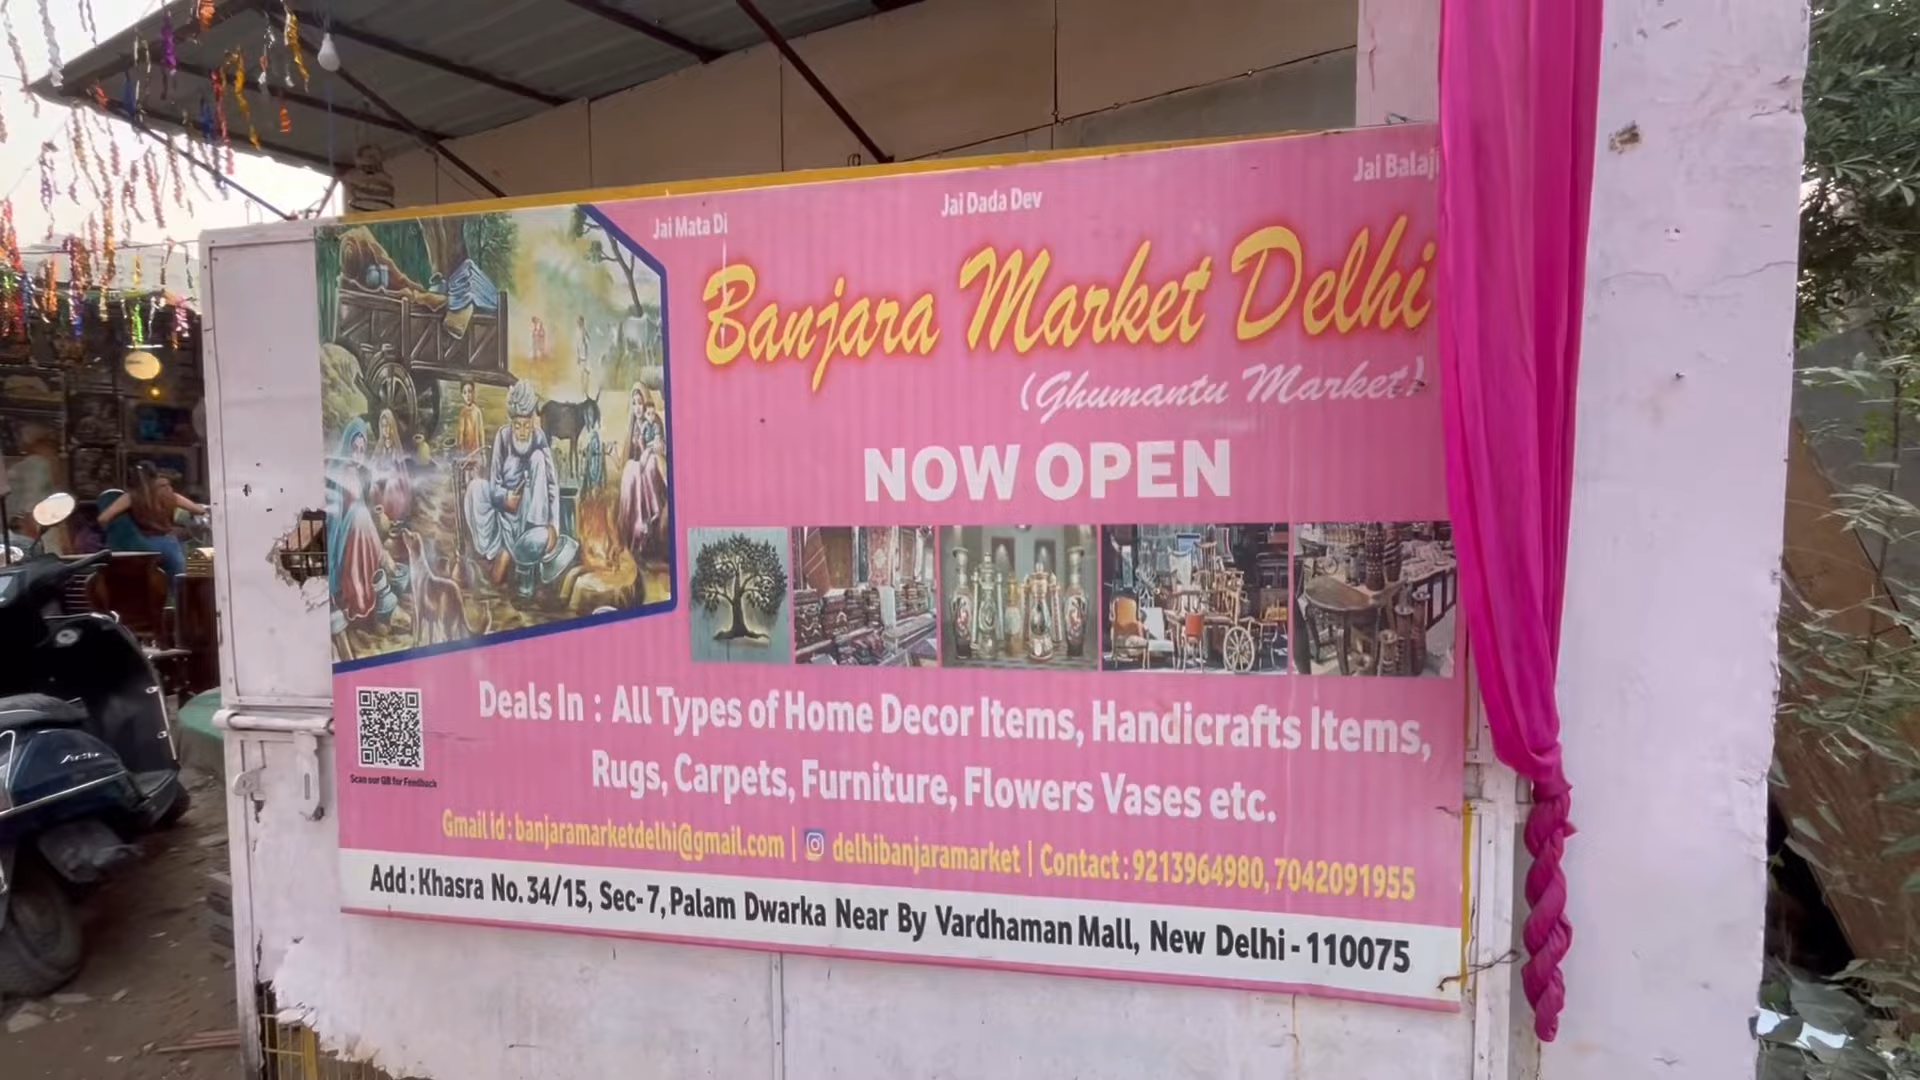 Jai Mata Di
Jai Dada Dev
Jai Balaji
Banjara Market Delhi
(Ghumantu Market)
NOW OPEN
Deals In : All Types of Home Decor Items, Handicrafts Items,
Rugs, Carpets, Furniture, Flowers Vases etc.
Scan our QR for Feedback
Gmail id : banjaramarketdelhi@gmail.com | delhibanjaramarket | Contact : 9213964980, 7042091955
Add : Khasra No. 34/15, Sec-7, Palam Dwarka Near By Vardhaman Mall, New Delhi - 110075